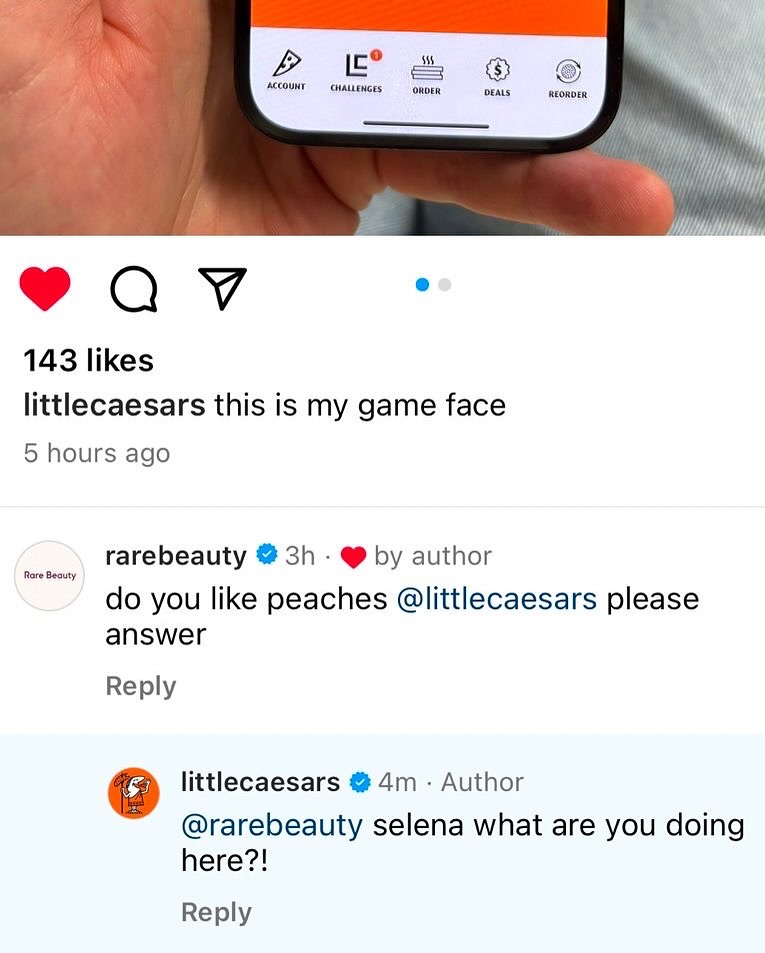 ACCOUNT
LC 1
CHALLENGES
ORDER
$
DEALS
REORDER
143 likes
littlecaesars this is my game face
5 hours ago
Rare Beauty
rarebeauty 3h · by author
do you like peaches @littlecaesars please
answer
Reply
littlecaesars 4m · Author
@rarebeauty selena what are you doing
here?!
Reply